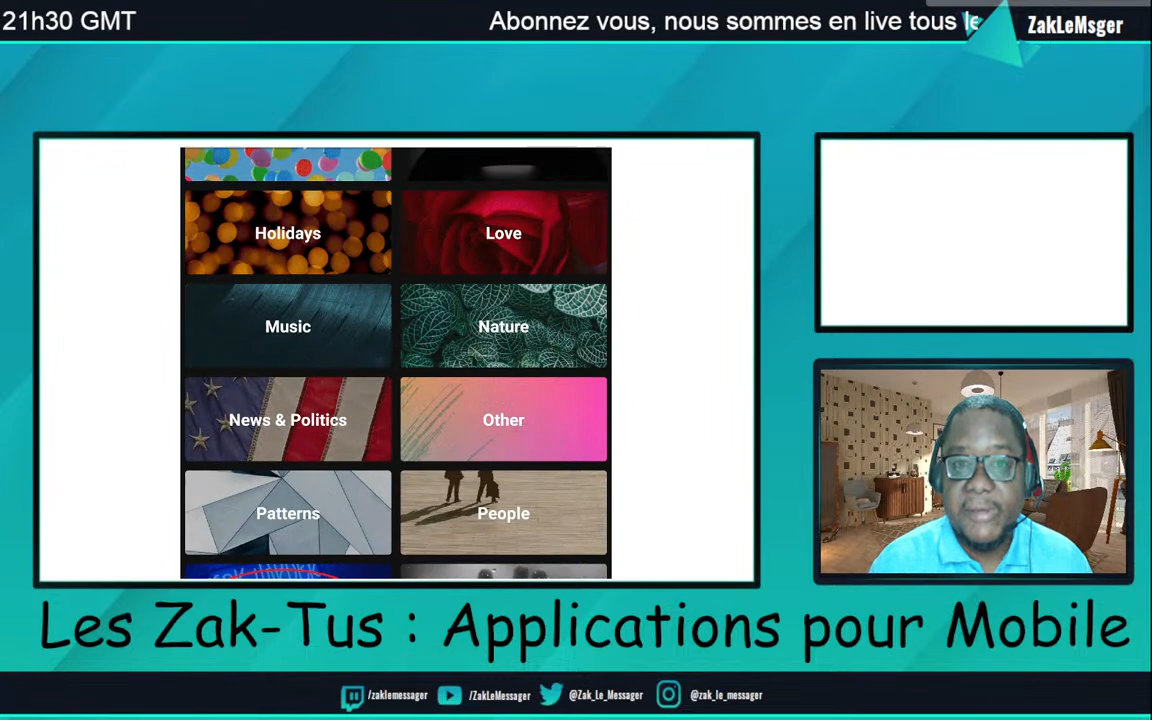 21h30 GMT
Abonnez vous, nous sommes en live tous le
ZakLeMsger
Holidays
Love
Music
Nature
News & Politics
Other
Patterns
People
Les Zak-Tus : Applications pour Mobile
/zaklemessager
/ZakLeMessager
@Zak_Le_Messager
@zak_le_messager